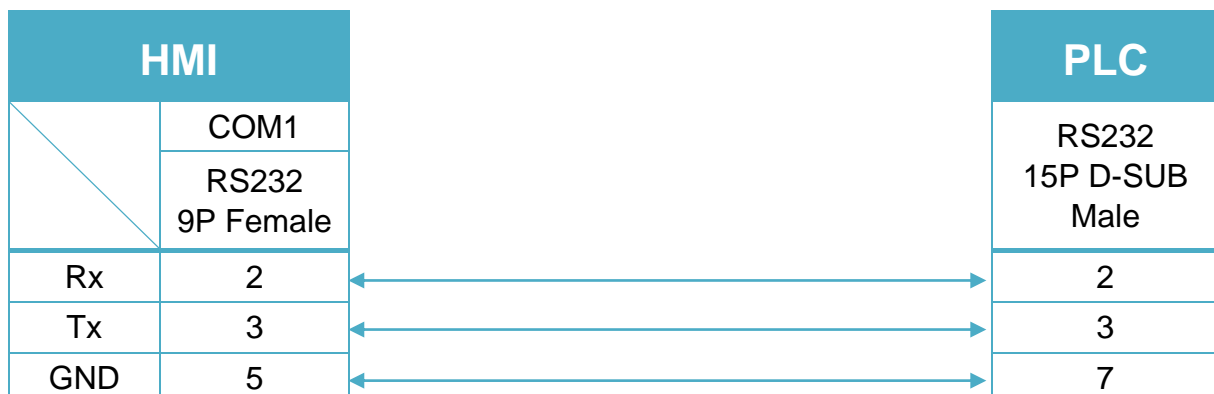 HMI
PLC
COM1
RS232
9P Female
RS232
15P D-SUB
Male
Rx 2 2
Tx 3 3
GND 5 7